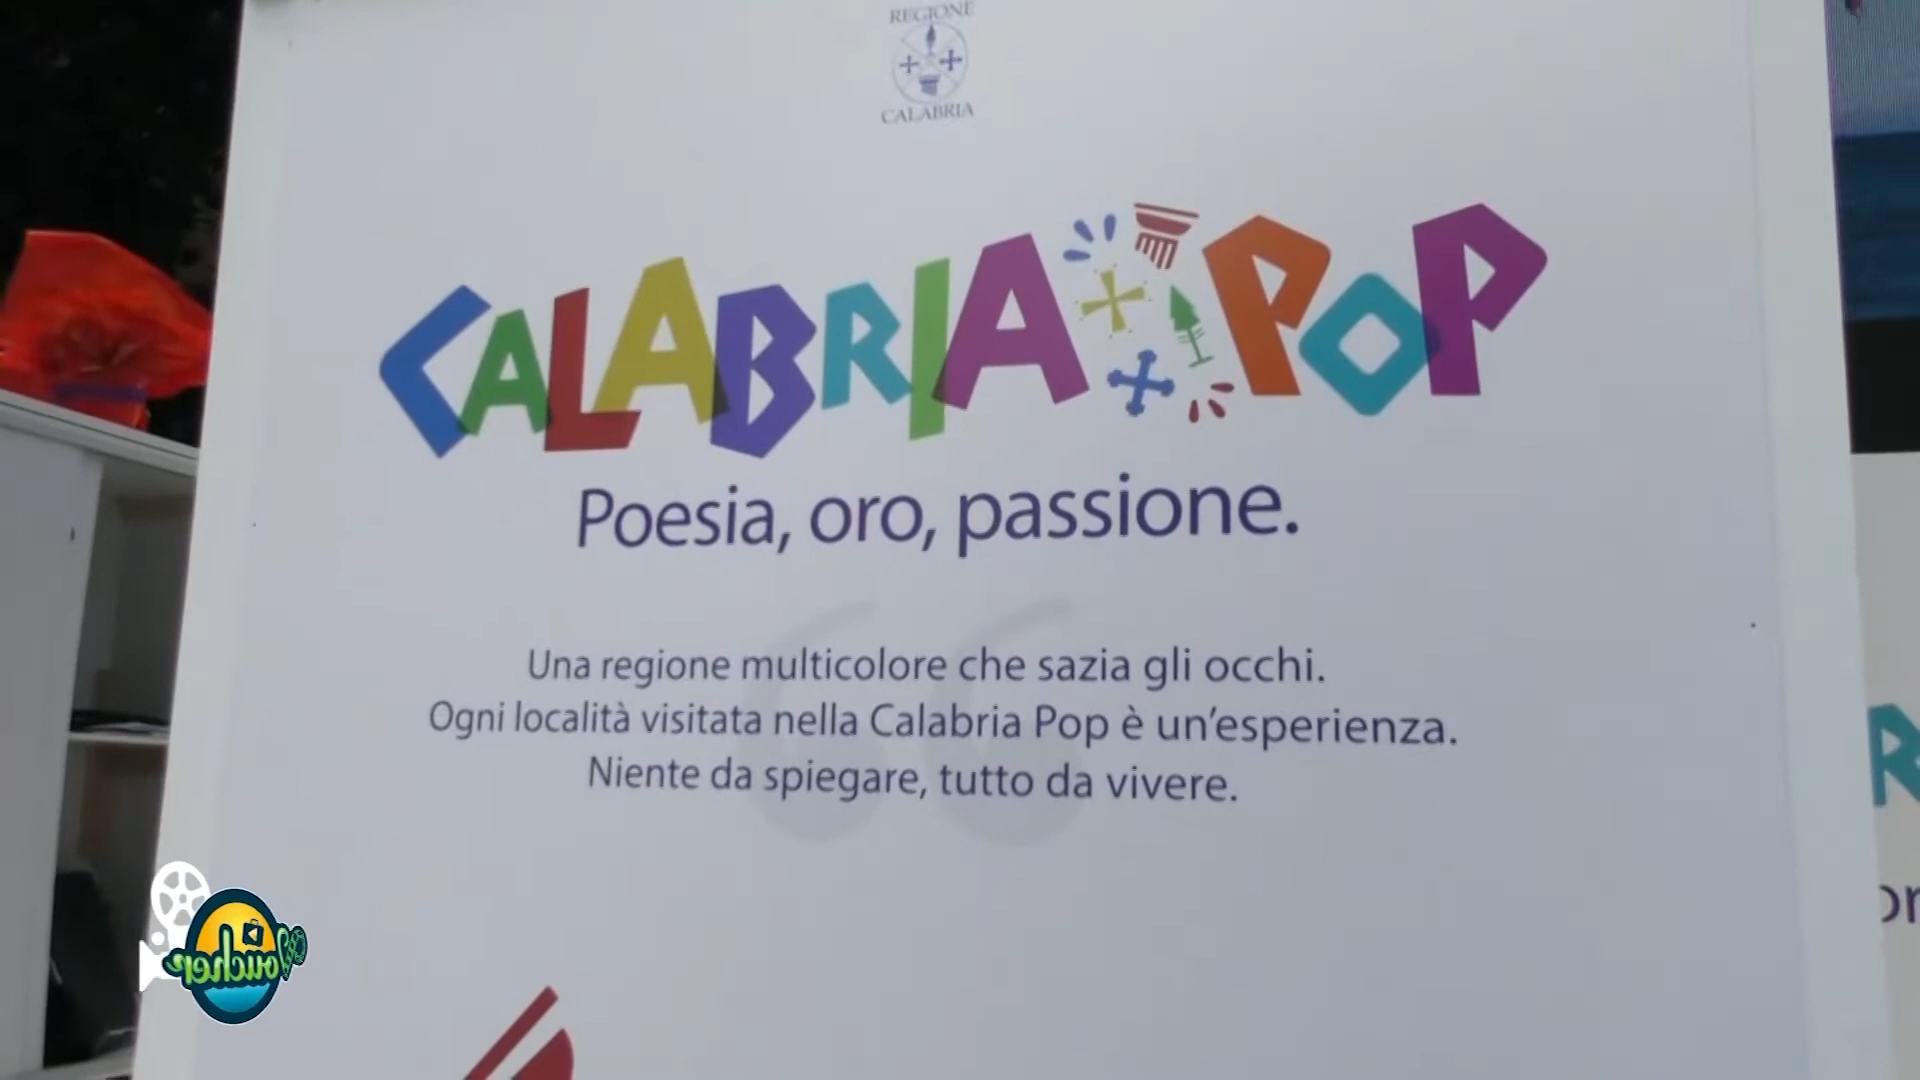 REGIONE
CALABRIA
CALABRIA POP
Poesia, oro, passione.
Una regione multicolore che sazia gli occhi.
Ogni località visitata nella Calabria Pop è un'esperienza.
Niente da spiegare, tutto da vivere.
Voucher